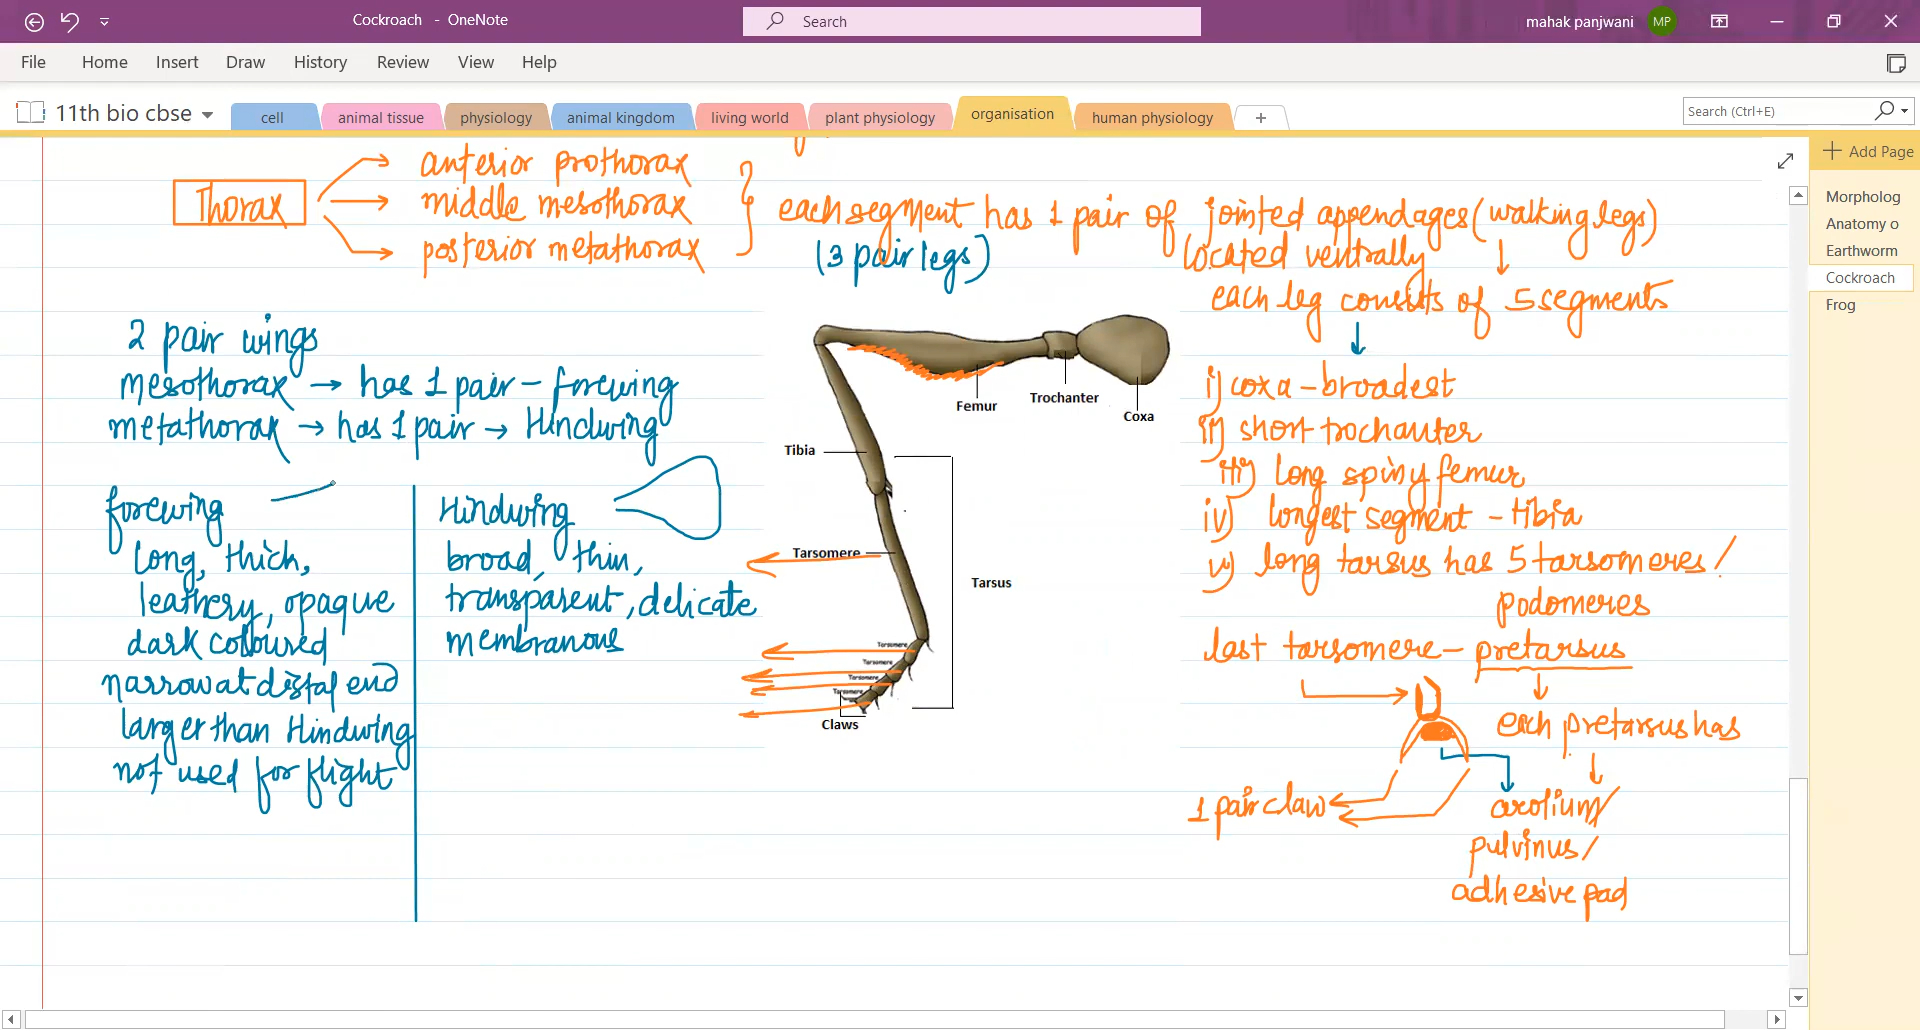 Cockroach - OneNote
Search
mahak panjwani
MP
File Home Insert Draw History Review View Help
11th bio cbse
cell
animal tissue
physiology
animal kingdom
living world
plant physiology
organisation
human physiology
+
Search (Ctrl+E)
Add Page
Morpholog
Anatomy o
Earthworm
Cockroach
Frog
Thorax
anterior prothorax
middle mesothorax
posterior metathorax
each segment has 1 pair of jointed appendages (walking legs)
(3 pair legs)
located ventrally
each leg consists of 5 segments
2 pair wings
mesothorax → has 1 pair - forewing
metathorax → has 1 pair → Hindwing
forewing
long, thick,
leathery, opaque
dark coloured
narrow at distal end
larger than Hindwing
not used for flight
Hindwing
broad, thin,
transparent, delicate
membranous
Femur
Trochanter
Coxa
Tibia
Tarsomere
Tarsus
Tarsomere
Tarsomere
Tarsomere
Tarsomere
Claws
i) coxa - broadest
ii) short trochanter
iii) long spiny femur
iv) longest segment - tibia
v) long tarsus has 5 tarsomeres /
podomeres
last tarsomere - pretarsus
each pretarsus has
1 pair claw
arolium /
pulvinus /
adhesive pad